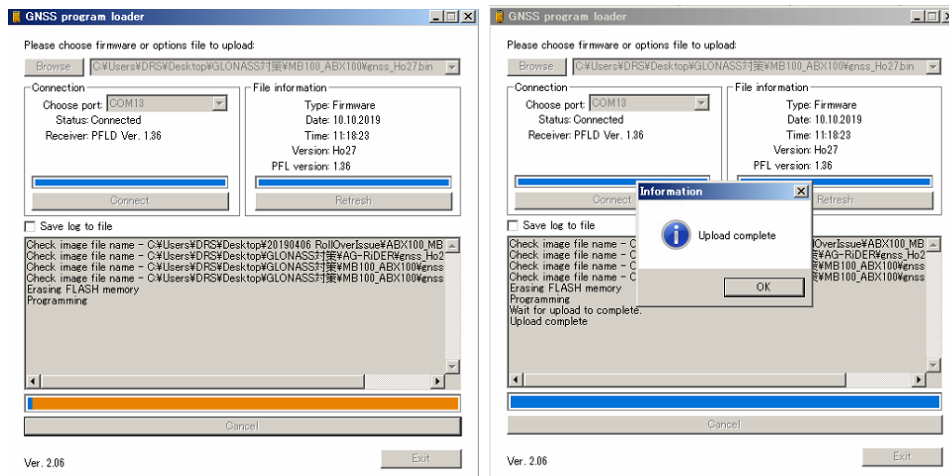 GNSS program loader
Please choose firmware or options file to upload:
Browse
C:¥Users¥DRS¥Desktop¥GLONASS対策¥MB100_ABX100¥gnss_Ho27.bin
Connection
Choose port: COM13
Status: Connected
Receiver: PFLD Ver. 1.36
Connect
File information
Type: Firmware
Date: 10.10.2019
Time: 11:18:23
Version: Ho27
PFL version: 1.36
Refresh
Save log to file
Check image file name - C:¥Users¥DRS¥Desktop¥20190406 RollOverIssue¥ABX100_MB
Check image file name - C:¥Users¥DRS¥Desktop¥GLONASS対策¥AG-RiDER¥gnss_Ho2
Check image file name - C:¥Users¥DRS¥Desktop¥GLONASS対策¥MB100_ABX100¥gnss
Check image file name - C:¥Users¥DRS¥Desktop¥GLONASS対策¥MB100_ABX100¥gnss
Erasing FLASH memory
Programming
Cancel
Ver. 2.06
Exit
GNSS program loader
Please choose firmware or options file to upload:
Browse
C:¥Users¥DRS¥Desktop¥GLONASS対策¥MB100_ABX100¥gnss_Ho27.bin
Connection
Choose port: COM13
Status: Connected
Receiver: PFLD Ver. 1.36
Connect
File information
Type: Firmware
Date: 10.10.2019
Time: 11:18:23
Version: Ho27
PFL version: 1.36
Refresh
Information
Upload complete
OK
Save log to file
Check image file name - C OverIssue¥ABX100_MB
Check image file name - C 策¥AG-RiDER¥gnss_Ho2
Check image file name - C 策¥MB100_ABX100¥gnss
Check image file name - C 策¥MB100_ABX100¥gnss
Erasing FLASH memory
Programming
Wait for upload to complete.
Upload complete
Cancel
Ver. 2.06
Exit